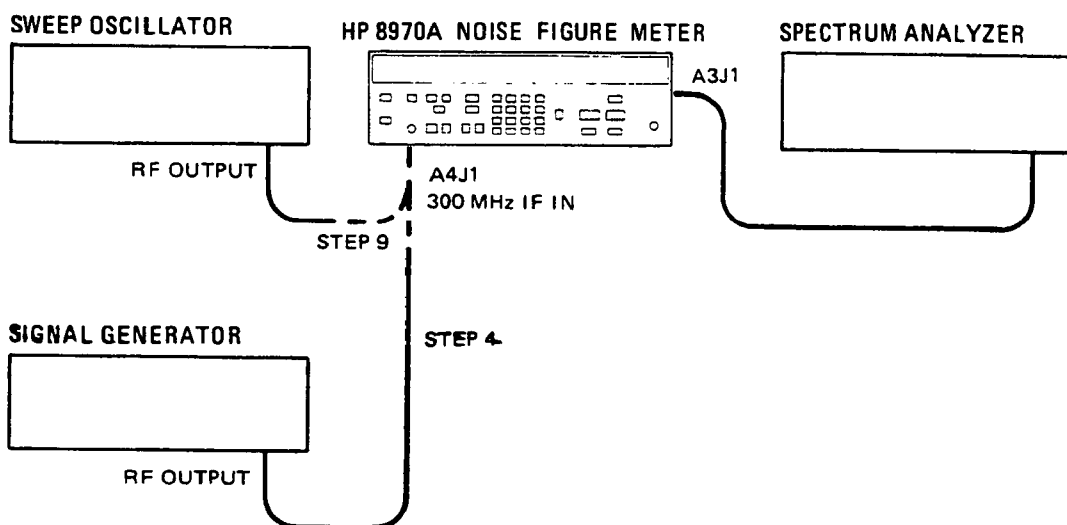 SWEEP OSCILLATOR
HP 8970A NOISE FIGURE METER
SPECTRUM ANALYZER
A3J1
RF OUTPUT
A4J1
300 MHz IF IN
STEP 9
SIGNAL GENERATOR
STEP 4
RF OUTPUT